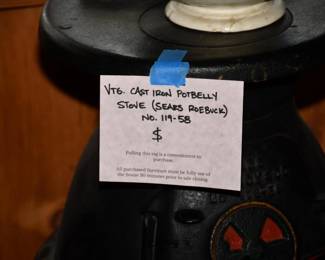 VTG. CAST IRON POTBELLY
STOVE (SEARS ROEBUCK)
NO. 119-58
$
Pulling this tag is a commitment to
purchase.
All purchased furniture must be fully out of
the house 30 minutes prior to sale closing